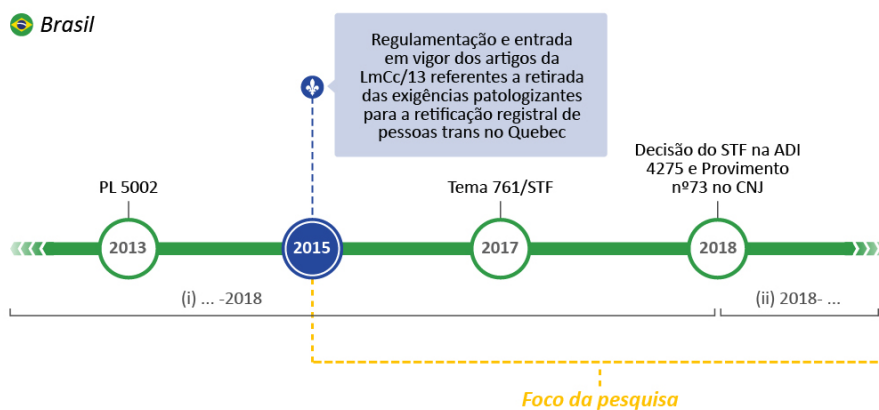 Brasil
Regulamentação e entrada
em vigor dos artigos da
LmCc/13 referentes a retirada
das exigências patologizantes
para a retificação registral de
pessoas trans no Quebec
PL 5002
Tema 761/STF
Decisão do STF na ADI
4275 e Provimento
nº73 no CNJ
2013
2015
2017
2018
(i) ... -2018
(ii) 2018- ...
Foco da pesquisa